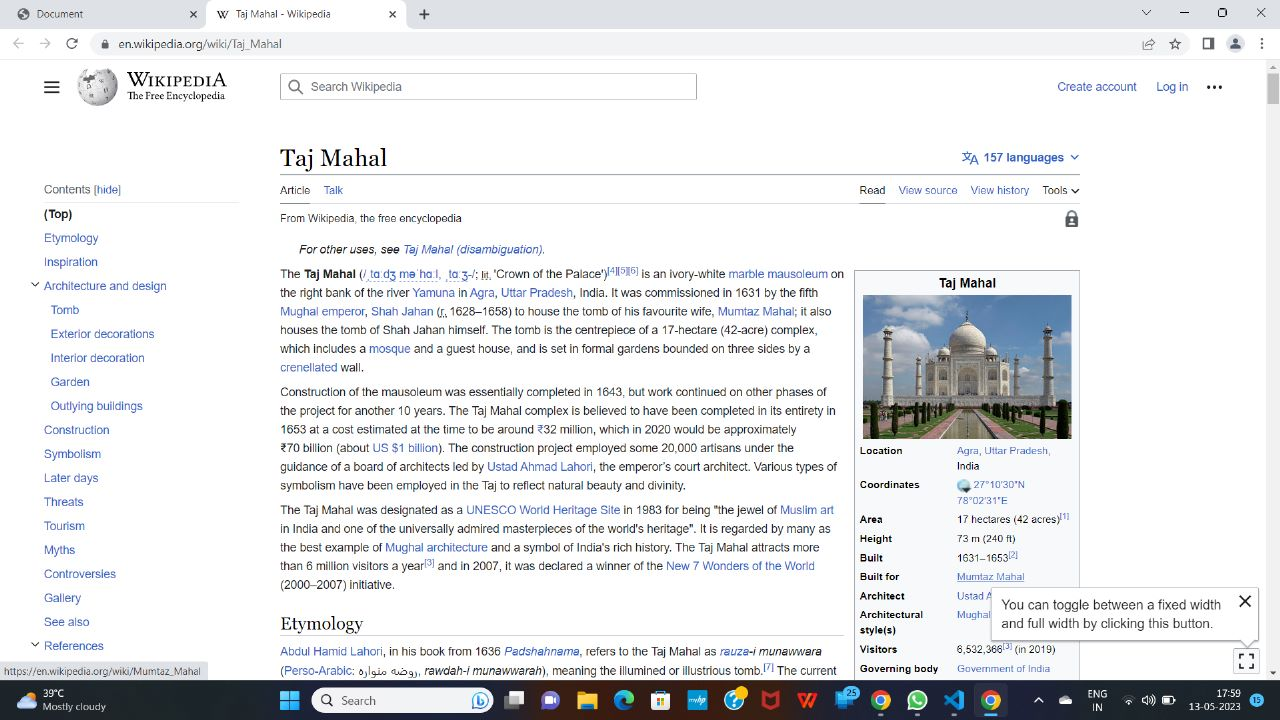 Document
Taj Mahal - Wikipedia
en.wikipedia.org/wiki/Taj_Mahal
WIKIPEDIA
The Free Encyclopedia
Search Wikipedia
Create account
Log in
Taj Mahal
157 languages
Article Talk
Read View source View history Tools
From Wikipedia, the free encyclopedia
Contents [hide]
(Top)
Etymology
Inspiration
Architecture and design
Tomb
Exterior decorations
Interior decoration
Garden
Outlying buildings
Construction
Symbolism
Later days
Threats
Tourism
Myths
Controversies
Gallery
See also
References
For other uses, see Taj Mahal (disambiguation).
The Taj Mahal (/ˌtɑːdʒ məˈhɑːl, ˌtɑːʒ-/; lit. 'Crown of the Palace')[4][5][6] is an ivory-white marble mausoleum on
the right bank of the river Yamuna in Agra, Uttar Pradesh, India. It was commissioned in 1631 by the fifth
Mughal emperor, Shah Jahan (r. 1628–1658) to house the tomb of his favourite wife, Mumtaz Mahal; it also
houses the tomb of Shah Jahan himself. The tomb is the centrepiece of a 17-hectare (42-acre) complex,
which includes a mosque and a guest house, and is set in formal gardens bounded on three sides by a
crenellated wall.
Construction of the mausoleum was essentially completed in 1643, but work continued on other phases of
the project for another 10 years. The Taj Mahal complex is believed to have been completed in its entirety in
1653 at a cost estimated at the time to be around ₹32 million, which in 2020 would be approximately
₹70 billion (about US $1 billion). The construction project employed some 20,000 artisans under the
guidance of a board of architects led by Ustad Ahmad Lahori, the emperor's court architect. Various types of
symbolism have been employed in the Taj to reflect natural beauty and divinity.
The Taj Mahal was designated as a UNESCO World Heritage Site in 1983 for being "the jewel of Muslim art
in India and one of the universally admired masterpieces of the world's heritage". It is regarded by many as
the best example of Mughal architecture and a symbol of India's rich history. The Taj Mahal attracts more
than 6 million visitors a year[3] and in 2007, it was declared a winner of the New 7 Wonders of the World
(2000–2007) initiative.
Etymology
Abdul Hamid Lahori, in his book from 1636 Padshahnama, refers to the Taj Mahal as rauza-i munawwara
(Perso-Arabic: روضه منواره, rawdah-i munawwarah), meaning the illumined or illustrious tomb.[7] The current
Taj Mahal
Location Agra, Uttar Pradesh,
India
Coordinates 27°10′30″N
78°02′31″E
Area 17 hectares (42 acres)[1]
Height 73 m (240 ft)
Built 1631–1653[2]
Built for Mumtaz Mahal
Architect Ustad A
Architectural Mughal
style(s)
Visitors 6,532,366[3] (in 2019)
Governing body Government of India
You can toggle between a fixed width
and full width by clicking this button.
https://en.wikipedia.org/wiki/Mumtaz_Mahal
39°C
Mostly cloudy
Search
25
ENG
IN
17:59
13-05-2023
15